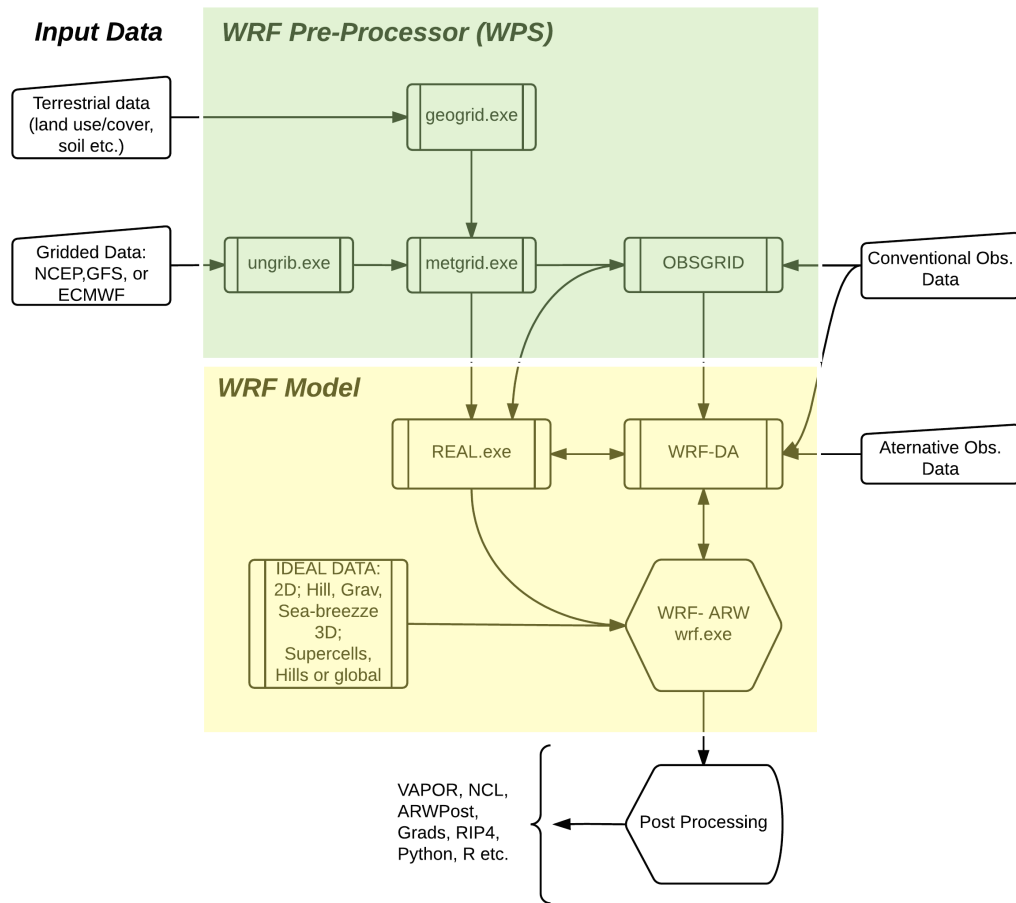 Input Data
WRF Pre-Processor (WPS)
Terrestrial data
(land use/cover,
soil etc.)
geogrid.exe
Gridded Data:
NCEP,GFS, or
ECMWF
ungrib.exe
metgrid.exe
OBSGRID
Conventional Obs.
Data
WRF Model
REAL.exe
WRF-DA
Aternative Obs.
Data
IDEAL DATA:
2D; Hill, Grav,
Sea-breezze
3D;
Supercells,
Hills or global
WRF- ARW
wrf.exe
VAPOR, NCL,
ARWPost,
Grads, RIP4,
Python, R etc.
Post Processing